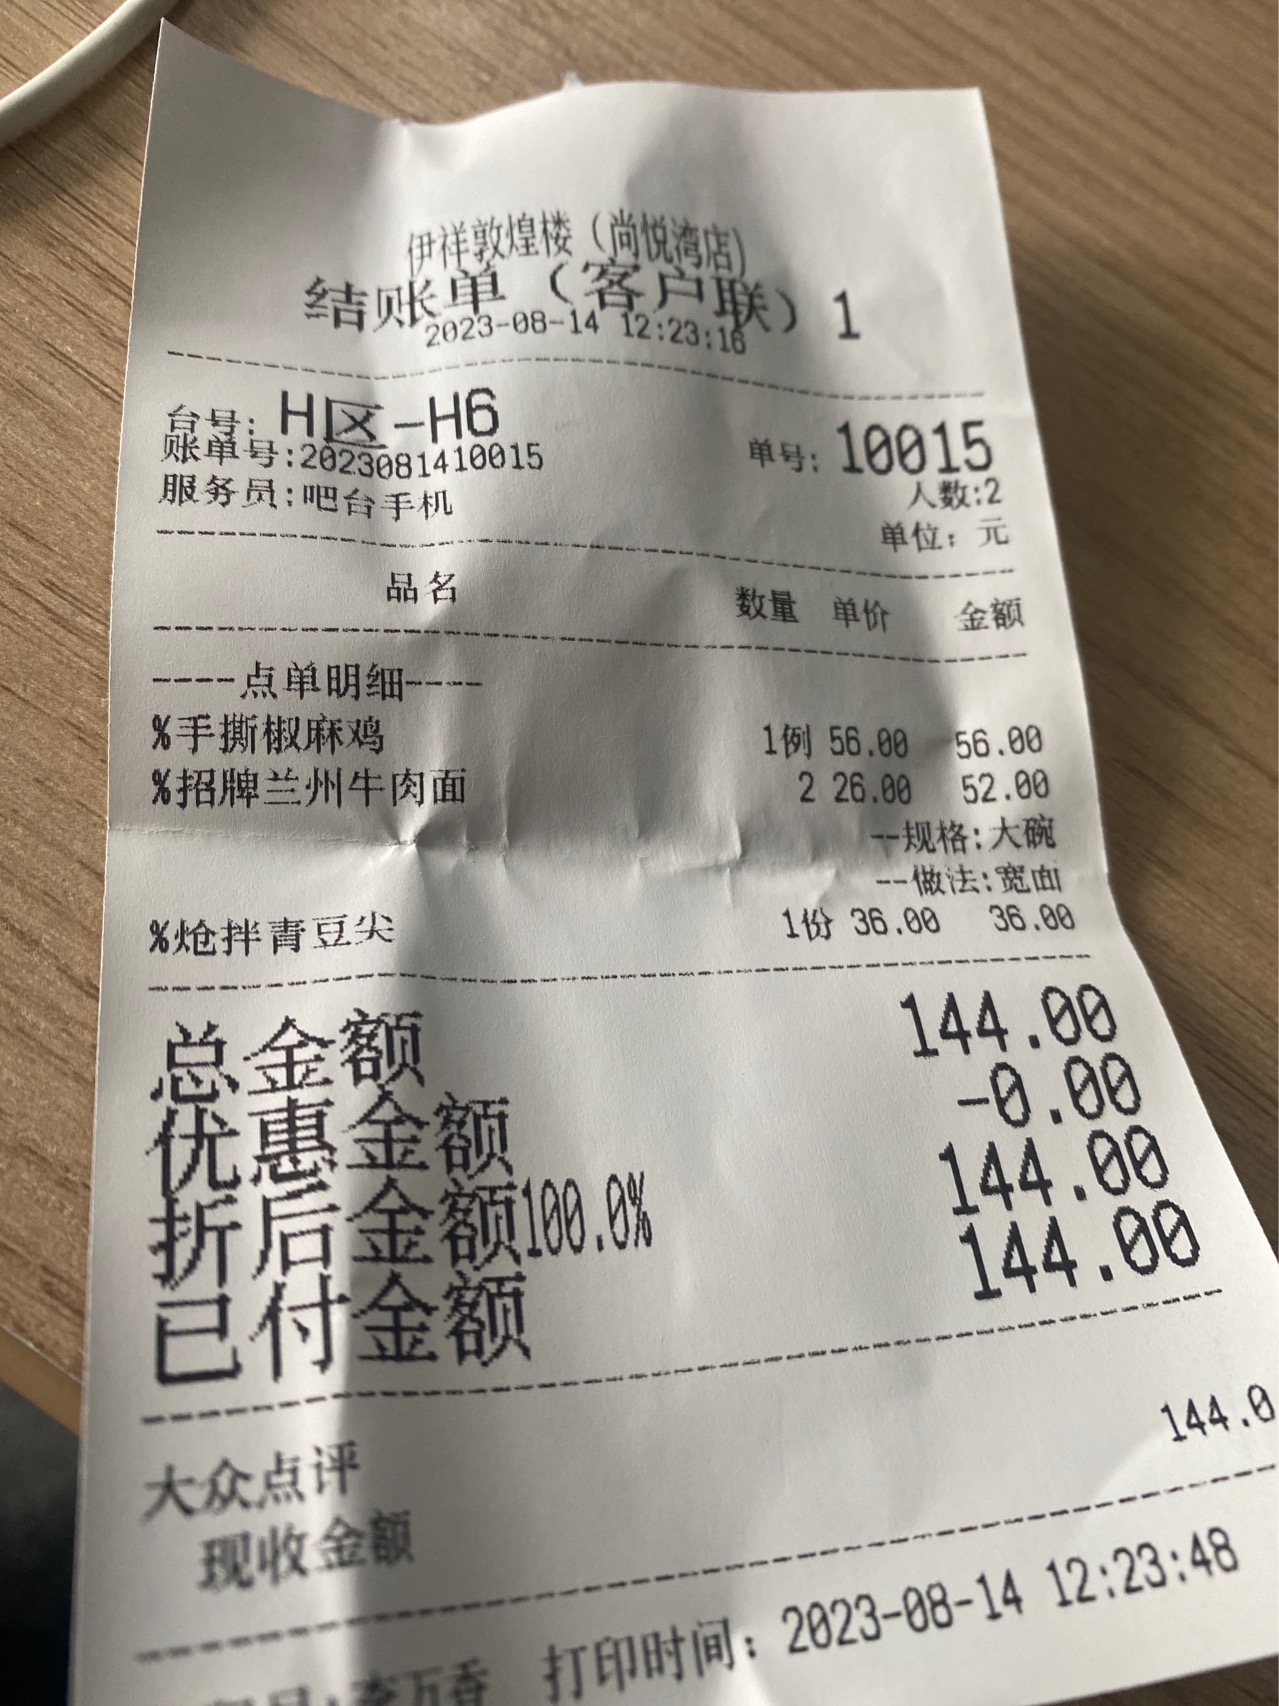 伊祥敦煌楼（尚悦湾店）
结账单（客户联）1
2023-08-14 12:23:16
台号: H区-H6 单号: 10015
账单号:2023081410015 人数:2
服务员:吧台手机 单位: 元
品名 数量 单价 金额
----点单明细----
%手撕椒麻鸡 1例 56.00 56.00
%招牌兰州牛肉面 2 26.00 52.00
--规格:大碗
--做法:宽面
%炝拌青豆尖 1份 36.00 36.00
总金额 144.00
优惠金额 -0.00
折后金额100.0% 144.00
已付金额 144.00
大众点评 144.0
现收金额
打印时间: 2023-08-14 12:23:48